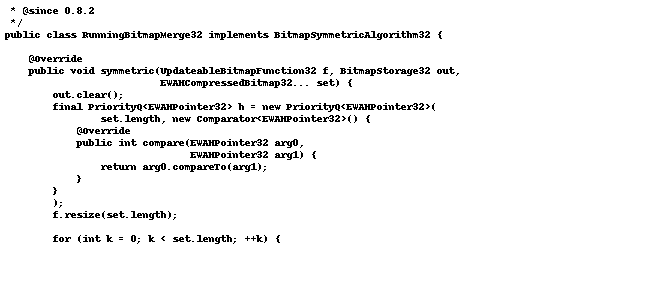 * @since 0.8.2
 */
public class RunningBitmapMerge32 implements BitmapSymmetricAlgorithm32 {

    @Override
    public void symmetric(UpdateableBitmapFunction32 f, BitmapStorage32 out,
                          EWAHCompressedBitmap32... set) {
        out.clear();
        final PriorityQ<EWAHPointer32> h = new PriorityQ<EWAHPointer32>(
                set.length, new Comparator<EWAHPointer32>() {
            @Override
            public int compare(EWAHPointer32 arg0,
                               EWAHPointer32 arg1) {
                return arg0.compareTo(arg1);
            }
        }
        );
        f.resize(set.length);

        for (int k = 0; k < set.length; ++k) {